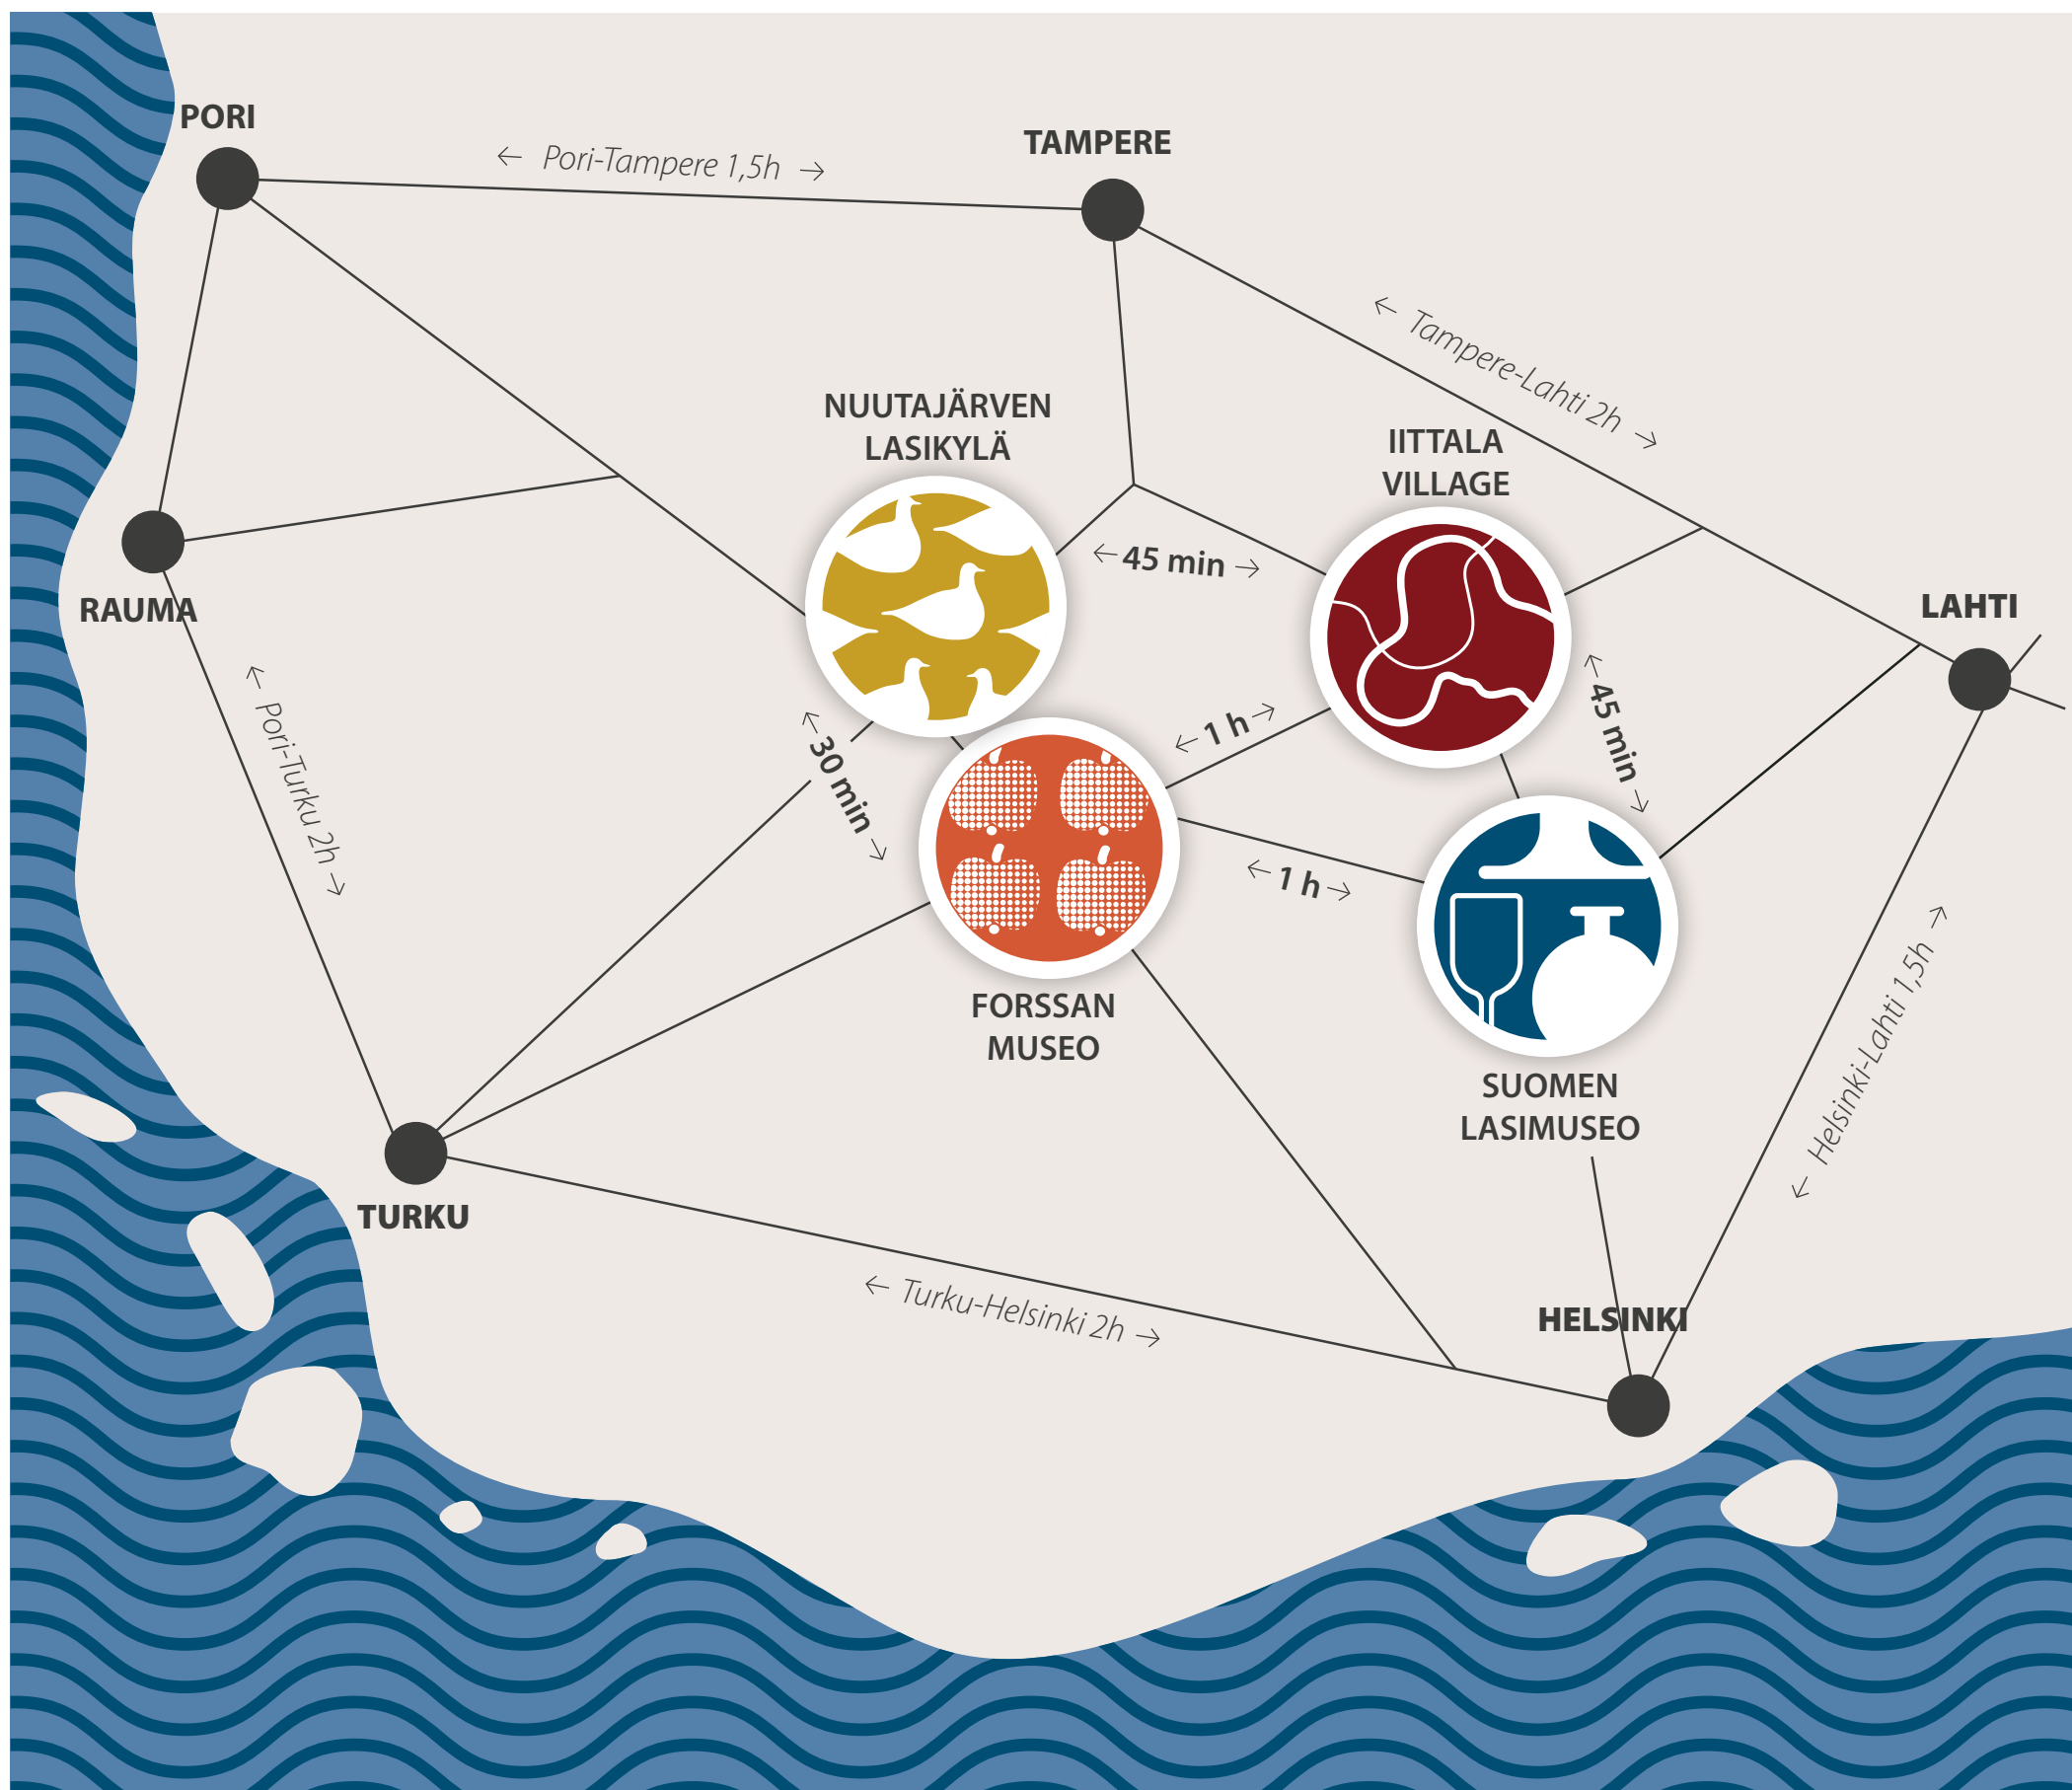 PORI
← Pori-Tampere 1,5h →
TAMPERE
← Tampere-Lahti 2h →
NUUTAJÄRVEN
LASIKYLÄ
IITTALA
VILLAGE
← 45 min →
LAHTI
RAUMA
← Pori-Turku 2h →
← 30 min →
← 1 h →
← 45 min →
← 1 h →
FORSSAN
MUSEO
SUOMEN
LASIMUSEO
← Helsinki-Lahti 1,5h →
TURKU
← Turku-Helsinki 2h →
HELSINKI